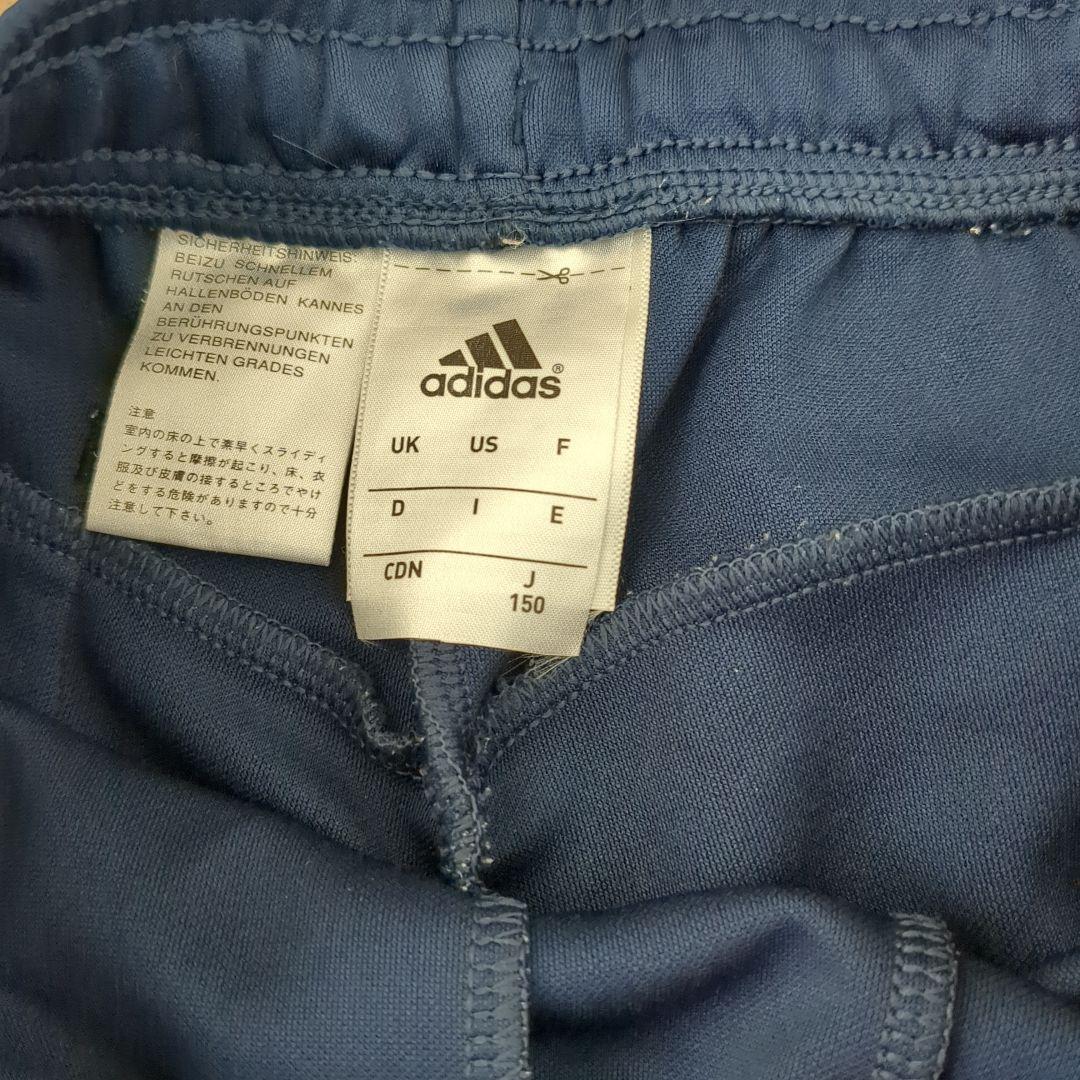 SICHERHEITSHINWEIS:
BEIZU SCHNELLEM
RUTSCHEN AUF
HALLENBÖDEN KANNES
AN DEN
BERÜHRUNGSPUNKTEN
ZU VERBRENNUNGEN
LEICHTEN GRADES
KOMMEN.
注意
室内の床の上で素早くスライディ
ングすると摩擦が起こり、床、衣
服及び皮膚の接するところでやけ
どをする危険がありますので十分
注意して下さい。
adidas®
UK US F
D I E
CDN J
150